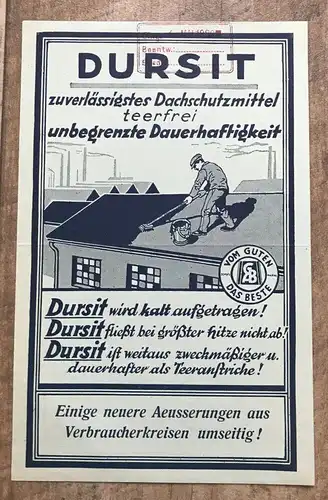 Beantw.:
DURSIT
zuverlässigstes Dachschutzmittel
teerfrei
unbegrenzte Dauerhaftigkeit
VOM GUTEN
DAS BESTE
Dursit wird kalt aufgetragen!
Dursit fließt bei größter Hitze nicht ab!
Dursit ist weitaus zweckmäßiger u.
dauerhafter als Teeranstriche!
Einige neuere Aeusserungen aus
Verbraucherkreisen umseitig!